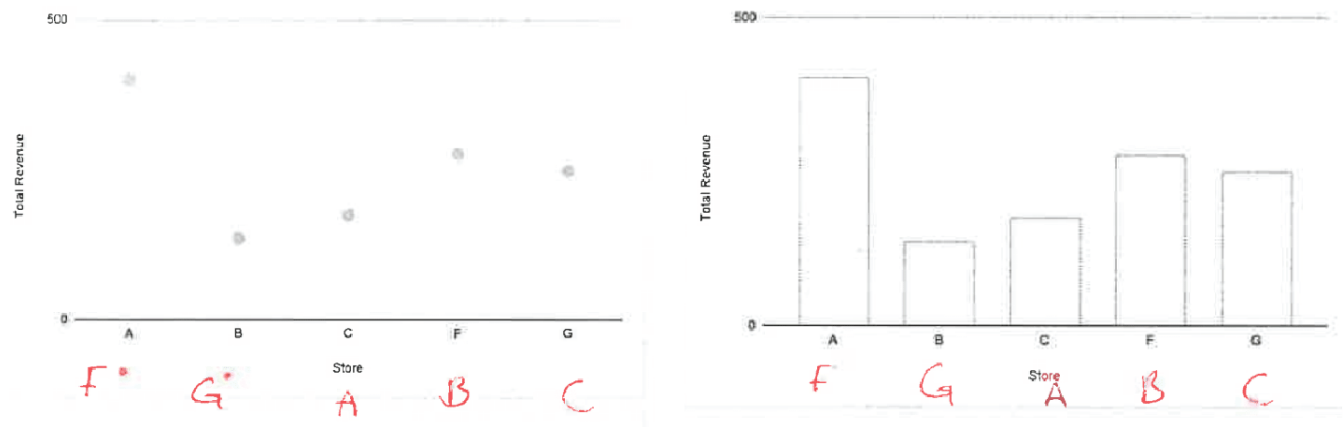 500
Total Revenue
0
A B C F G
Store
F G A B C
500
Total Revenue
0
A B C F G
Store
F G A B C